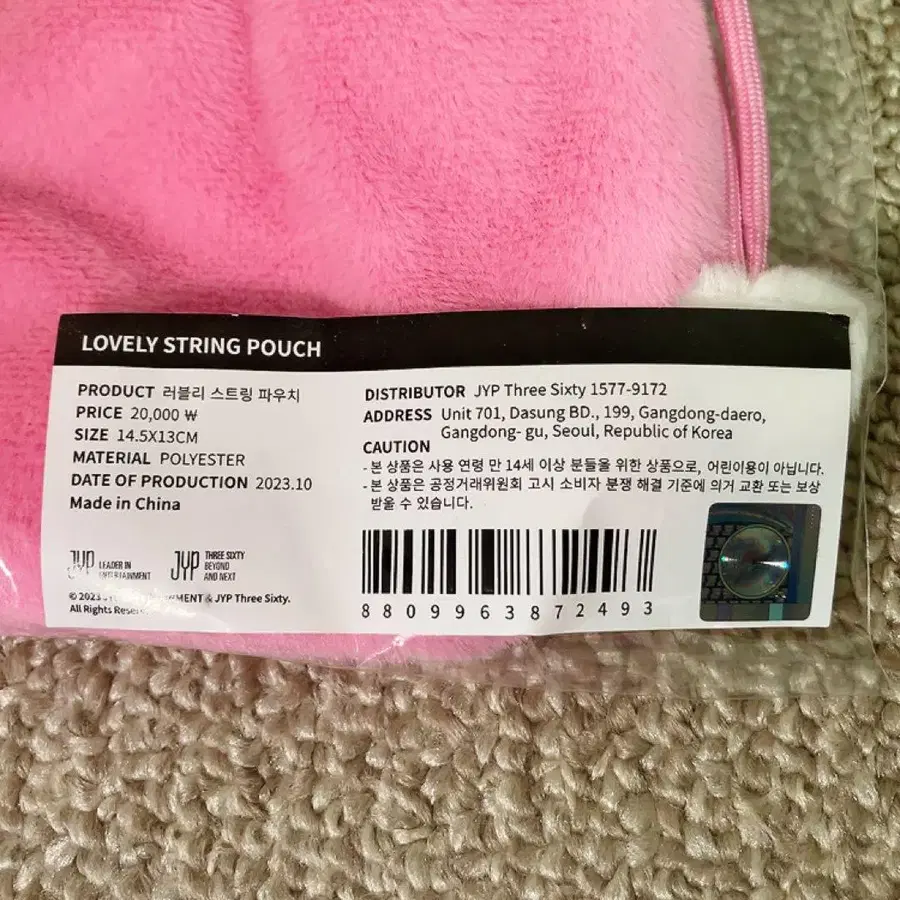 LOVELY STRING POUCH
PRODUCT 러블리 스트링 파우치
PRICE 20,000 ₩
SIZE 14.5X13CM
MATERIAL POLYESTER
DATE OF PRODUCTION 2023.10
Made in China
DISTRIBUTOR JYP Three Sixty 1577-9172
ADDRESS Unit 701, Dasung BD., 199, Gangdong-daero,
Gangdong- gu, Seoul, Republic of Korea
CAUTION
- 본 상품은 사용 연령 만 14세 이상 분들을 위한 상품으로, 어린이용이 아닙니다.
- 본 상품은 공정거래위원회 고시 소비자 분쟁 해결 기준에 의거 교환 또는 보상
받을 수 있습니다.
JYP LEADER IN
ENTERTAINMENT
JYP THREE SIXTY
BEYOND
AND NEXT
© 2023 & JYP Three Sixty.
All Rights
8809963872493